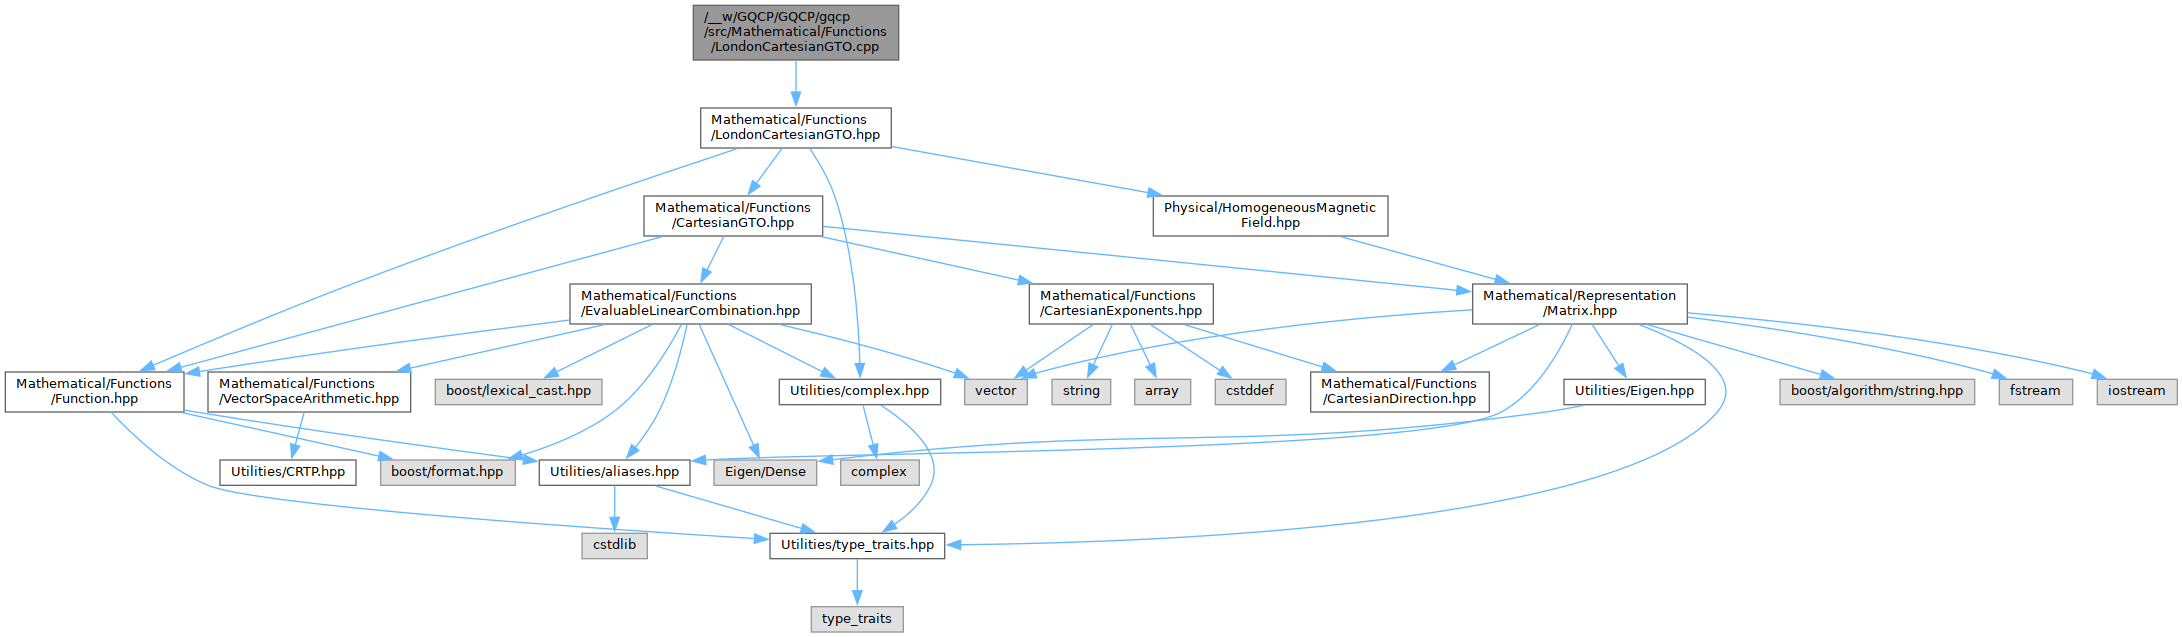 /__w/GQCP/GQCP/gqcp
/src/Mathematical/Functions
/LondonCartesianGTO.cpp
Mathematical/Functions
/LondonCartesianGTO.hpp
Mathematical/Functions
/CartesianGTO.hpp
Physical/HomogeneousMagnetic
Field.hpp
Mathematical/Functions
/EvaluableLinearCombination.hpp
Mathematical/Functions
/CartesianExponents.hpp
Mathematical/Representation
/Matrix.hpp
Mathematical/Functions
/Function.hpp
Mathematical/Functions
/VectorSpaceArithmetic.hpp
boost/lexical_cast.hpp
Utilities/complex.hpp
vector
string
array
cstddef
Mathematical/Functions
/CartesianDirection.hpp
Utilities/Eigen.hpp
boost/algorithm/string.hpp
fstream
iostream
Utilities/CRTP.hpp
boost/format.hpp
Utilities/aliases.hpp
Eigen/Dense
complex
cstdlib
Utilities/type_traits.hpp
type_traits